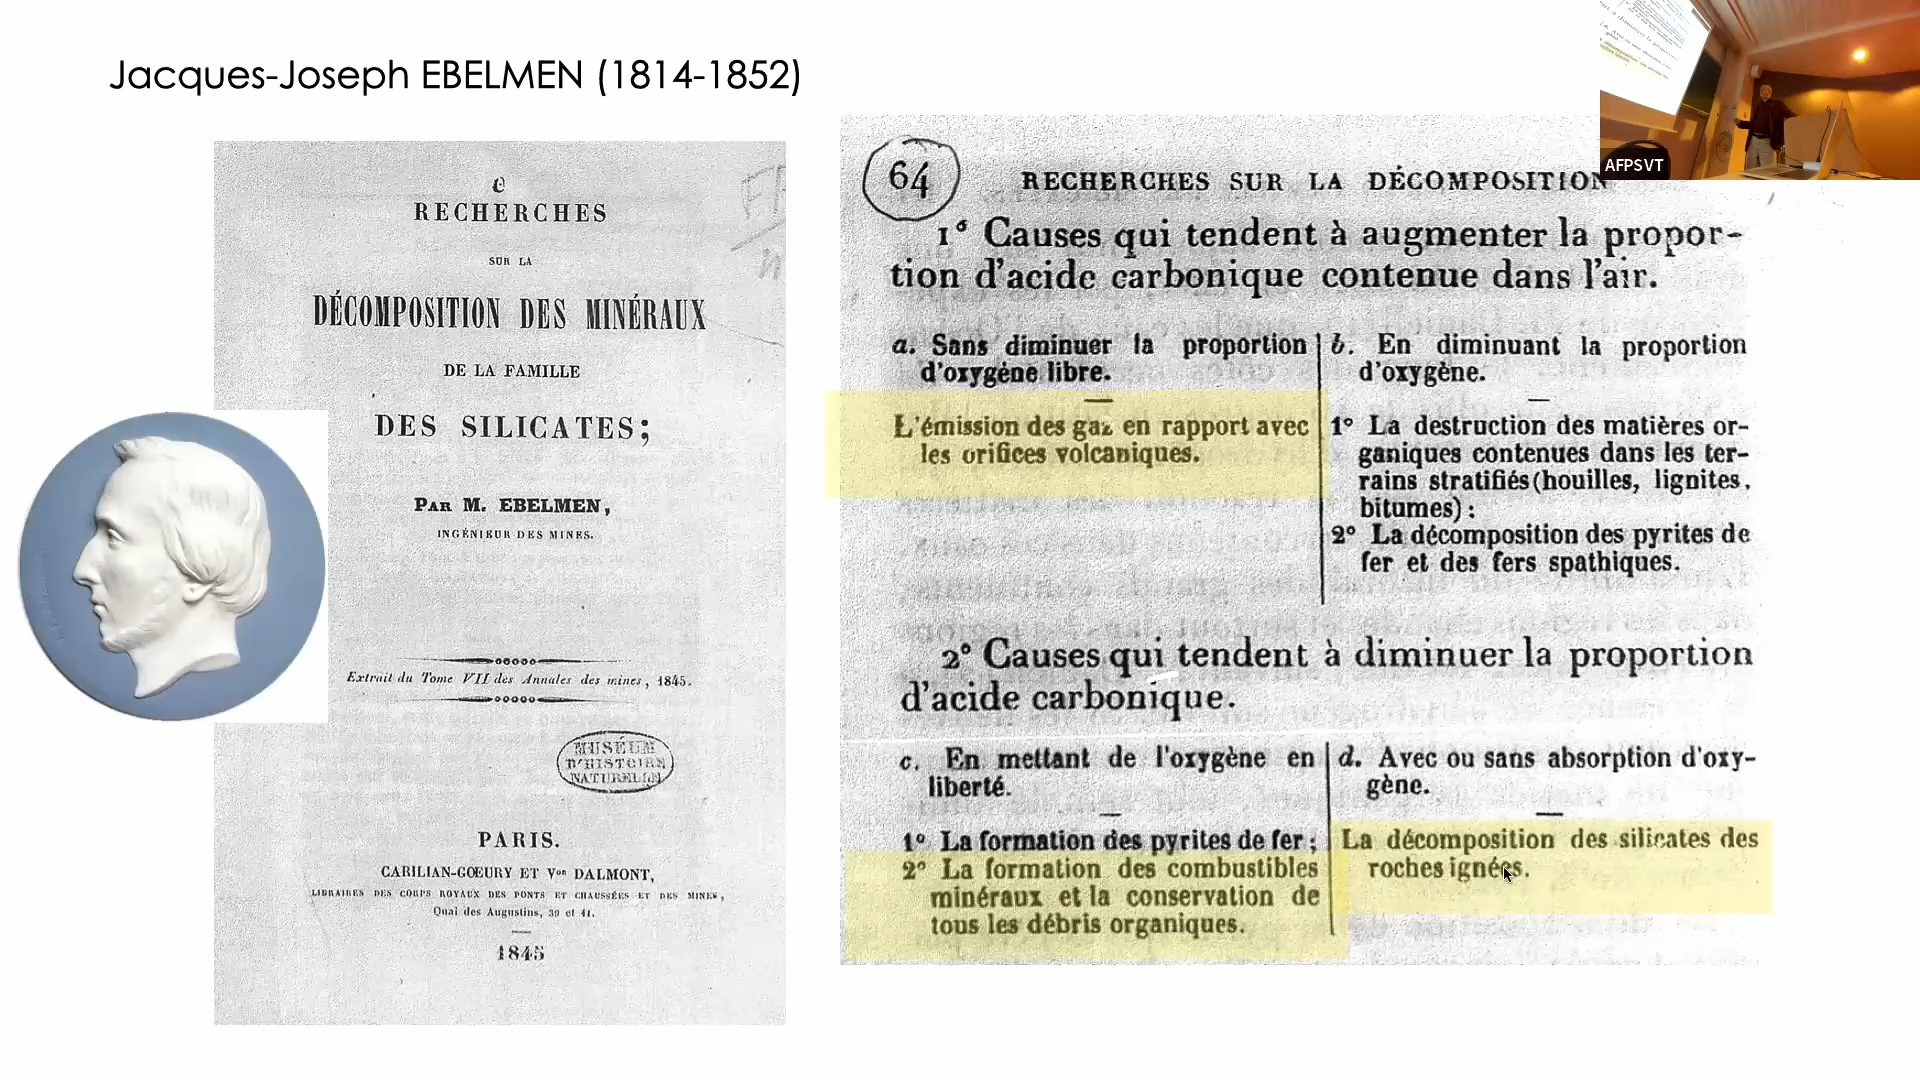 Jacques-Joseph EBELMEN (1814-1852)
RECHERCHES
SUR LA
DÉCOMPOSITION DES MINÉRAUX
DE LA FAMILLE
DES SILICATES;
PAR M. EBELMEN,
INGÉNIEUR DES MINES.
Extrait du Tome VII des Annales des mines, 1845.
MUSÉUM
D'HISTOIRE
NATURELLE
PARIS.
CARILIAN-GŒURY ET Vor DALMONT,
LIBRAIRES DES CORPS ROYAUX DES PONTS ET CHAUSSÉES ET DES MINES,
Quai des Augustins, 39 et 41.
1845
64
RECHERCHES SUR LA DÉCOMPOSITION
1° Causes qui tendent à augmenter la propor-
tion d'acide carbonique contenue dans l'air.
a. Sans diminuer la proportion
d'oxygène libre.
L'émission des gaz en rapport avec
les orifices volcaniques.
b. En diminuant la proportion
d'oxygène.
1° La destruction des matières or-
ganiques contenues dans les ter-
rains stratifiés (houilles, lignites,
bitumes) :
2° La décomposition des pyrites de
fer et des fers spathiques.
2° Causes qui tendent à diminuer la proportion
d'acide carbonique.
c. En mettant de l'oxygène en
liberté.
1° La formation des pyrites de fer ;
2° La formation des combustibles
minéraux et la conservation de
tous les débris organiques.
d. Avec ou sans absorption d'oxy-
gène.
La décomposition des silicates des
roches ignées.
AFPSVT